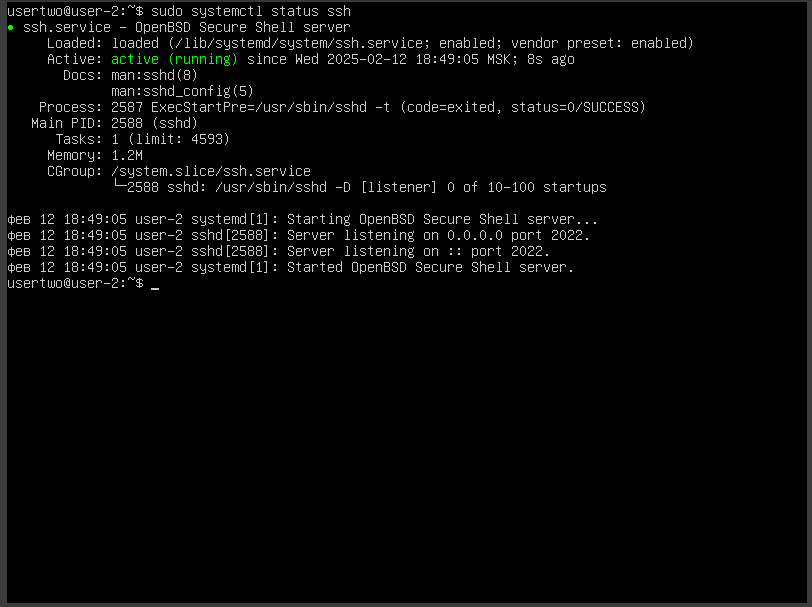 usertwo@user-2:~$ sudo systemctl status ssh
● ssh.service – OpenBSD Secure Shell server
     Loaded: loaded (/lib/systemd/system/ssh.service; enabled; vendor preset: enabled)
     Active: active (running) since Wed 2025-02-12 18:49:05 MSK; 8s ago
       Docs: man:sshd(8)
             man:sshd_config(5)
    Process: 2587 ExecStartPre=/usr/sbin/sshd -t (code=exited, status=0/SUCCESS)
   Main PID: 2588 (sshd)
      Tasks: 1 (limit: 4593)
     Memory: 1.2M
     CGroup: /system.slice/ssh.service
             └─2588 sshd: /usr/sbin/sshd -D [listener] 0 of 10-100 startups

фев 12 18:49:05 user-2 systemd[1]: Starting OpenBSD Secure Shell server...
фев 12 18:49:05 user-2 sshd[2588]: Server listening on 0.0.0.0 port 2022.
фев 12 18:49:05 user-2 sshd[2588]: Server listening on :: port 2022.
фев 12 18:49:05 user-2 systemd[1]: Started OpenBSD Secure Shell server.
usertwo@user-2:~$ _